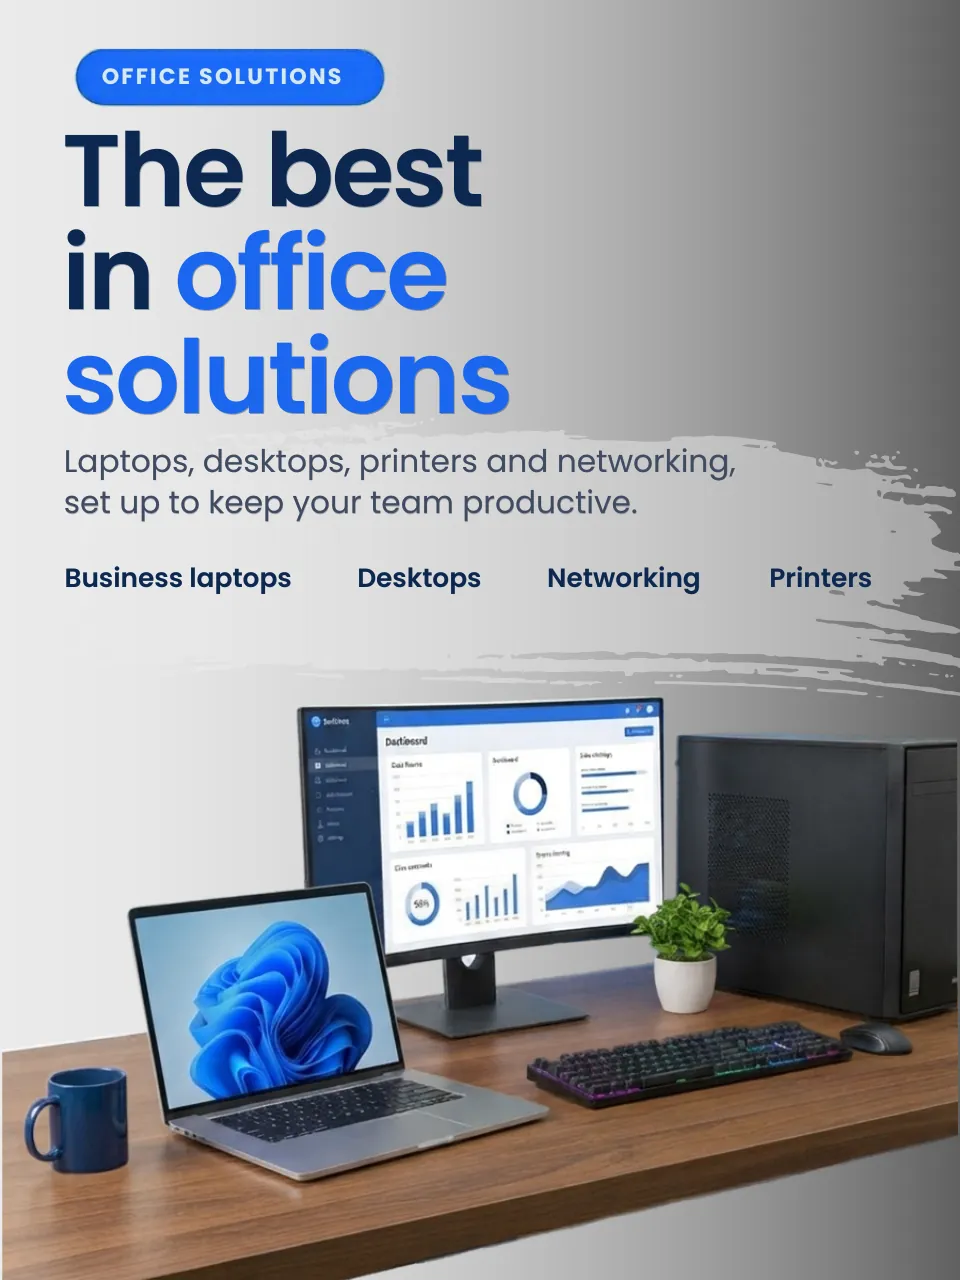 OFFICE SOLUTIONS
The best
in office
solutions
Laptops, desktops, printers and networking,
set up to keep your team productive.
Business laptops Desktops Networking Printers